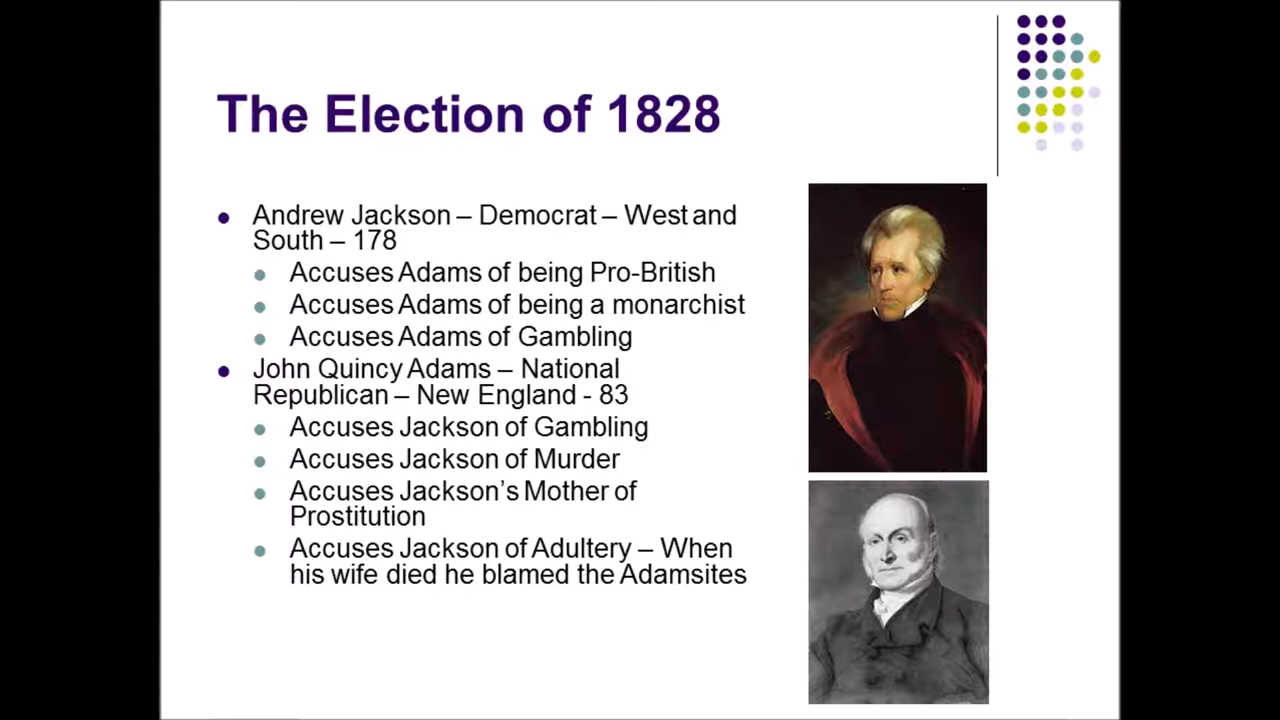 The Election of 1828
Andrew Jackson – Democrat – West and
South – 178
Accuses Adams of being Pro-British
Accuses Adams of being a monarchist
Accuses Adams of Gambling
John Quincy Adams – National
Republican – New England - 83
Accuses Jackson of Gambling
Accuses Jackson of Murder
Accuses Jackson's Mother of
Prostitution
Accuses Jackson of Adultery – When
his wife died he blamed the Adamsites